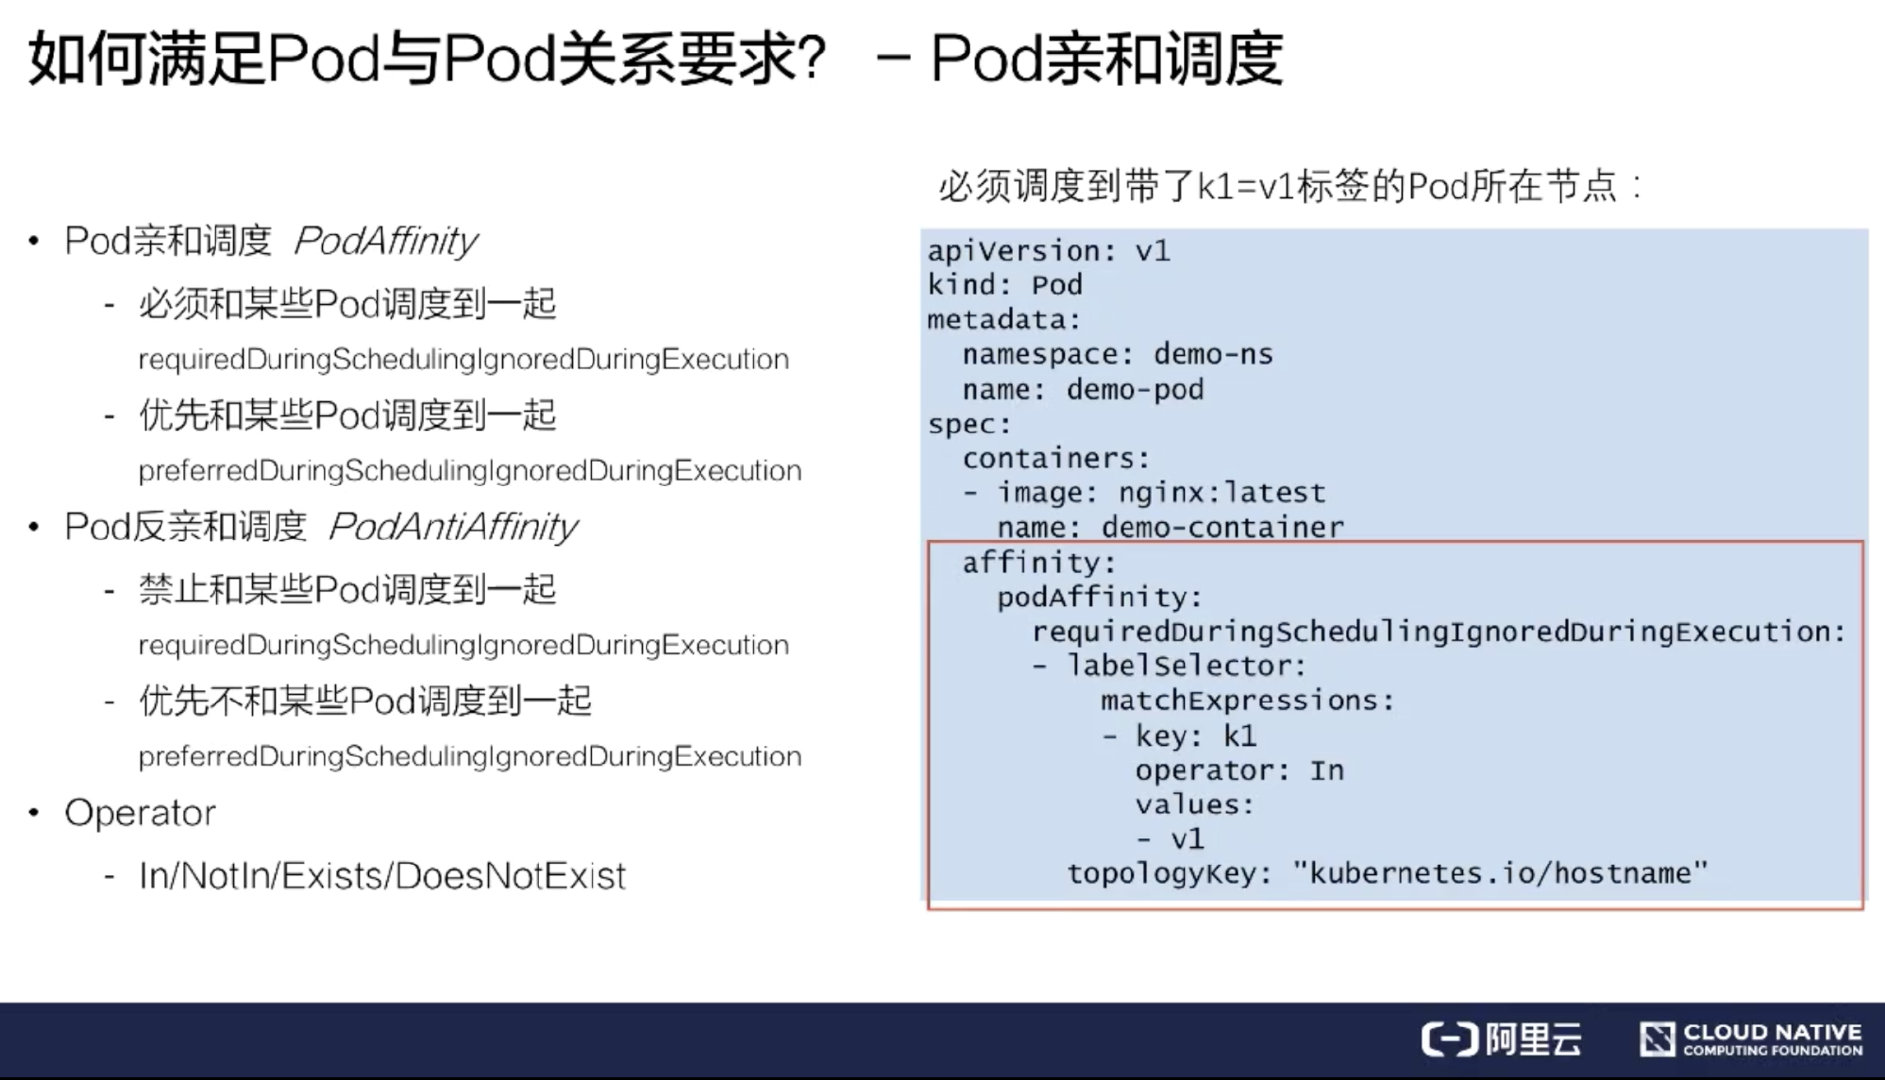 如何满足Pod与Pod关系要求? – Pod亲和调度
• Pod亲和调度 PodAffinity
- 必须和某些Pod调度到一起
requiredDuringSchedulingIgnoredDuringExecution
- 优先和某些Pod调度到一起
preferredDuringSchedulingIgnoredDuringExecution
• Pod反亲和调度 PodAntiAffinity
- 禁止和某些Pod调度到一起
requiredDuringSchedulingIgnoredDuringExecution
- 优先不和某些Pod调度到一起
preferredDuringSchedulingIgnoredDuringExecution
• Operator
- In/NotIn/Exists/DoesNotExist
必须调度到带了k1=v1标签的Pod所在节点：
apiVersion: v1
kind: Pod
metadata:
  namespace: demo-ns
  name: demo-pod
spec:
  containers:
  - image: nginx:latest
    name: demo-container
  affinity:
    podAffinity:
      requiredDuringSchedulingIgnoredDuringExecution:
      - labelSelector:
          matchExpressions:
          - key: k1
            operator: In
            values:
            - v1
        topologyKey: "kubernetes.io/hostname"
阿里云
CLOUD NATIVE
COMPUTING FOUNDATION